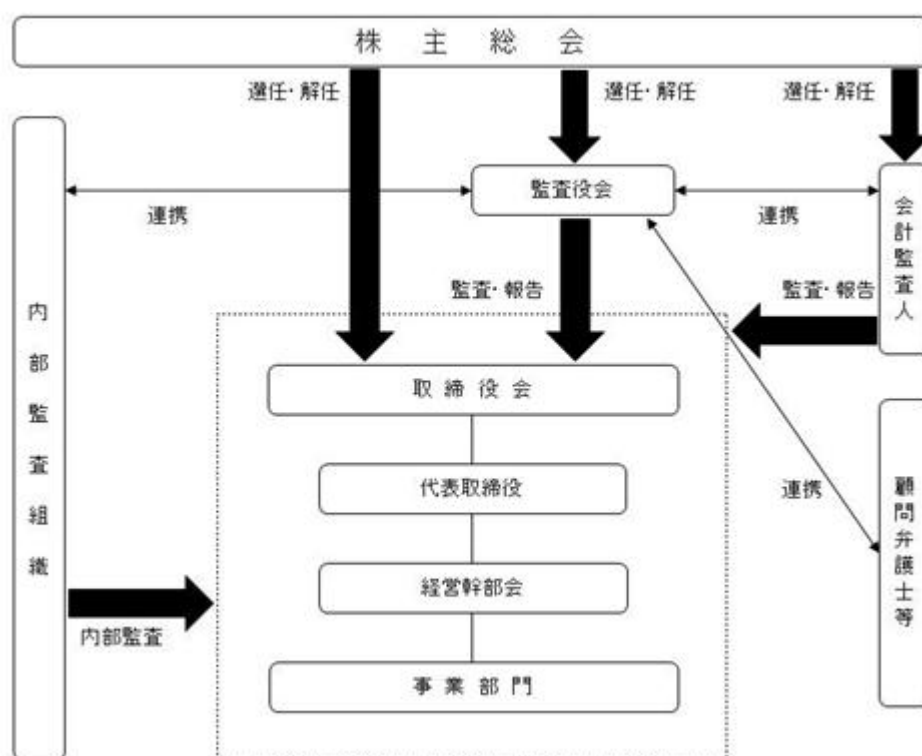 株主総会
選任・解任
選任・解任
選任・解任
監査役会
連携
連携
会計監査人
監査・報告
監査・報告
内部監査組織
取締役会
代表取締役
連携
顧問弁護士等
経営幹部会
内部監査
事業部門